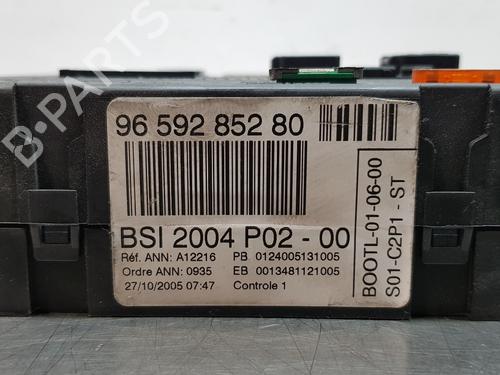 96 592 852 80
BSI 2004 P02 - 00
Réf. ANN: A12216 PB 0124005131005
Ordre ANN: 0935 EB 0013481121005
27/10/2005 07:47 Controle 1
BOOTL-01-06-00
S01-C2P1 - ST
B-PARTS